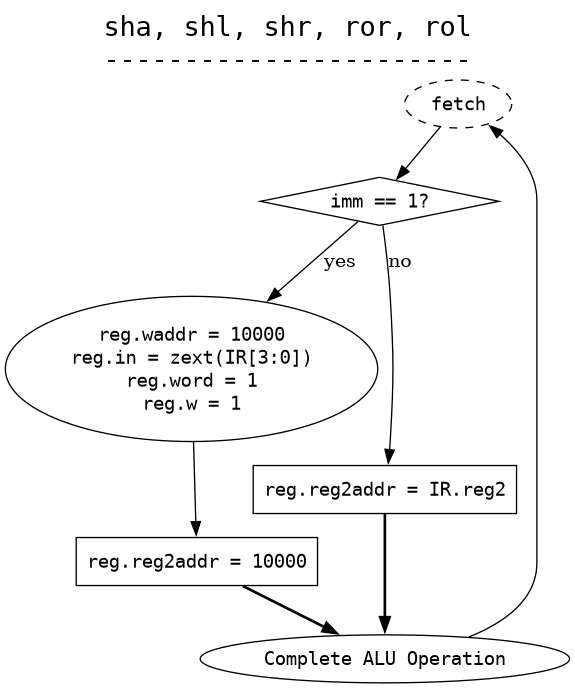 sha, shl, shr, ror, rol
-----------------------
fetch
imm == 1?
yes
no
reg.waddr = 10000
reg.in = zext(IR[3:0])
reg.word = 1
reg.w = 1
reg.reg2addr = IR.reg2
reg.reg2addr = 10000
Complete ALU Operation